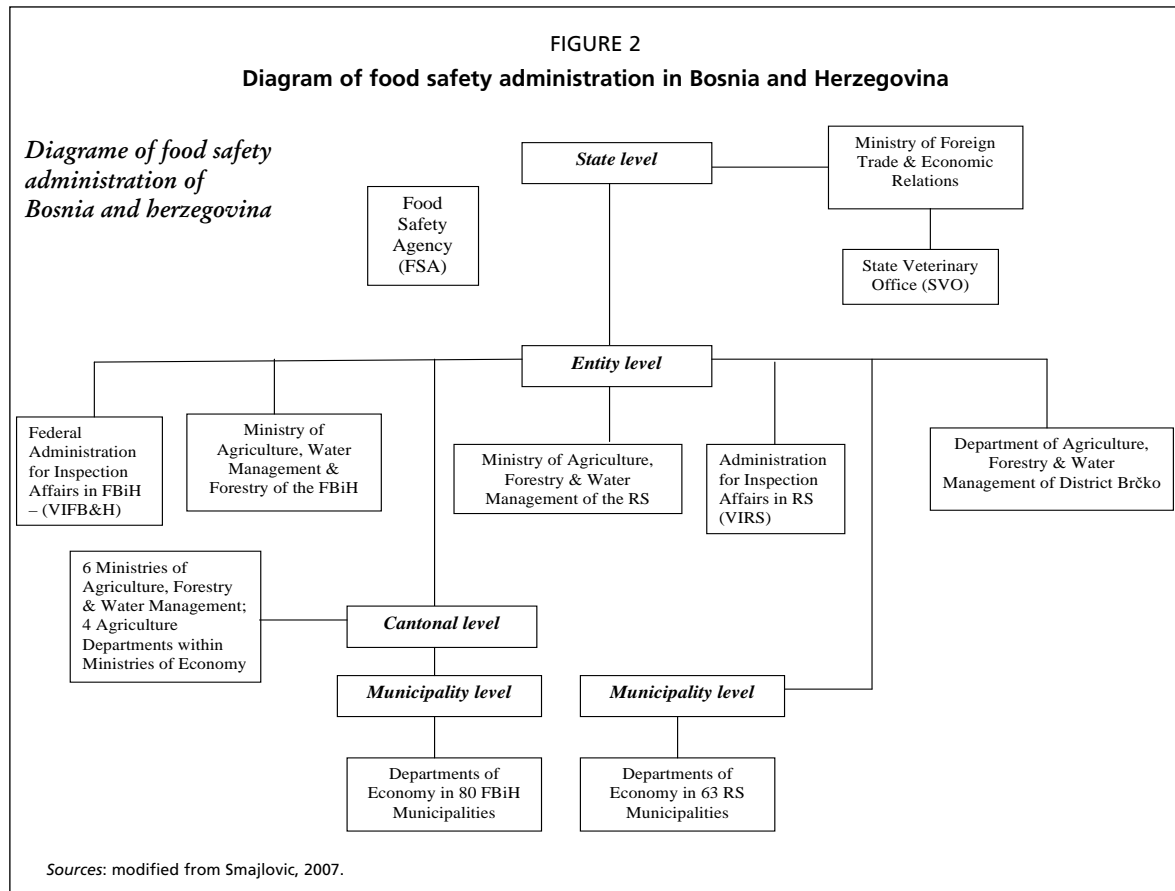 FIGURE 2
Diagram of food safety administration in Bosnia and Herzegovina
Diagrame of food safety
administration of
Bosnia and herzegovina
State level
Ministry of Foreign
Trade & Economic
Relations
Food
Safety
Agency
(FSA)
State Veterinary
Office (SVO)
Entity level
Federal
Administration
for Inspection
Affairs in FBiH
– (VIFB&H)
Ministry of
Agriculture, Water
Management &
Forestry of the FBiH
Ministry of Agriculture,
Forestry & Water
Management of the RS
Administration
for Inspection
Affairs in RS
(VIRS)
Department of Agriculture,
Forestry & Water
Management of District Brčko
6 Ministries of
Agriculture, Forestry
& Water Management;
4 Agriculture
Departments within
Ministries of Economy
Cantonal level
Municipality level
Municipality level
Departments of
Economy in 80 FBiH
Municipalities
Departments of
Economy in 63 RS
Municipalities
Sources: modified from Smajlovic, 2007.